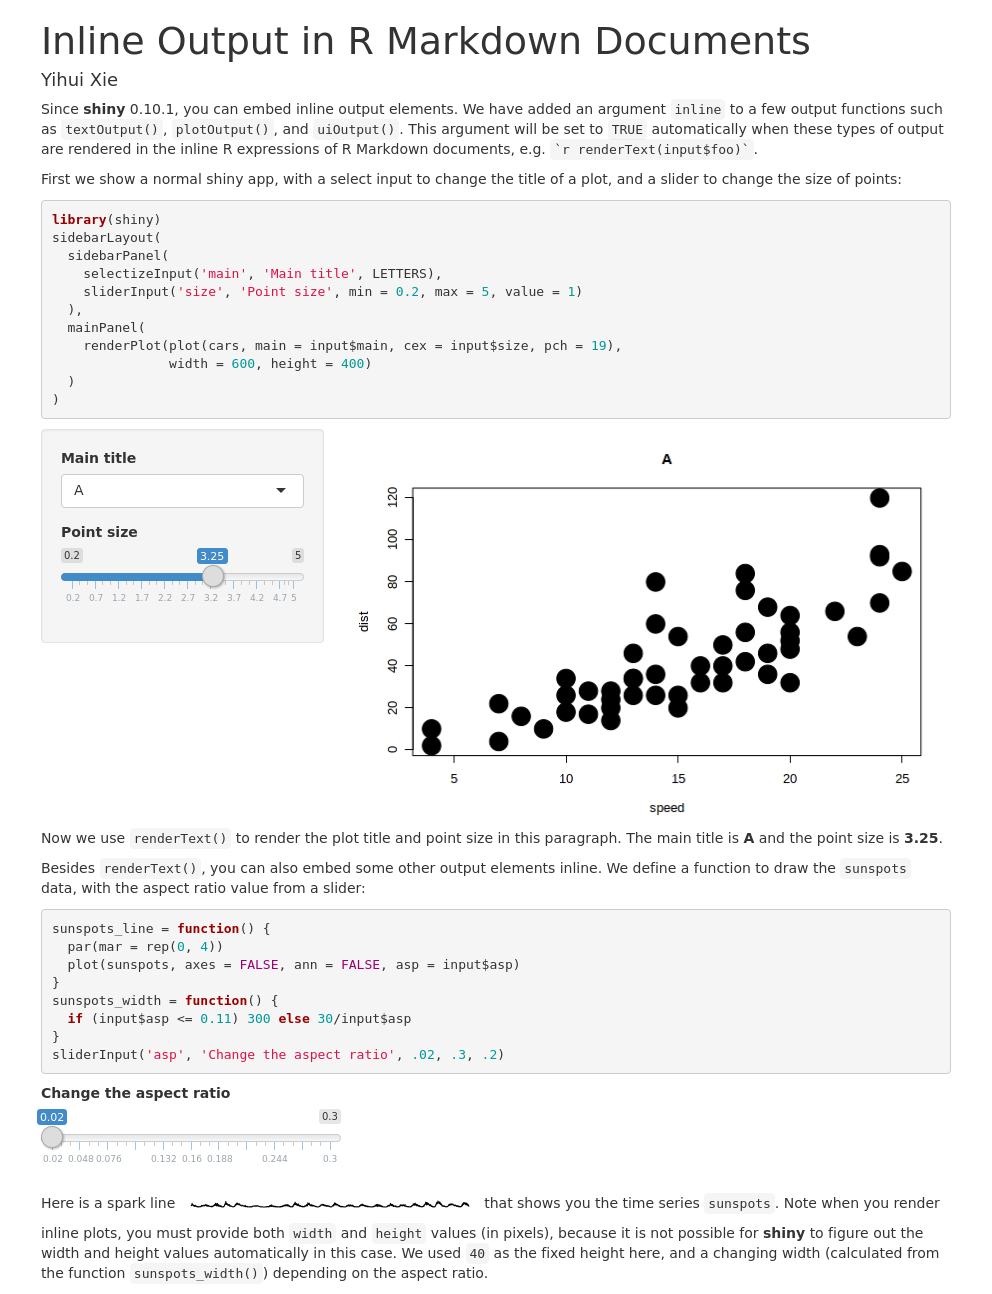 Inline Output in R Markdown Documents
Yihui Xie
Since shiny 0.10.1, you can embed inline output elements. We have added an argument inline to a few output functions such
as textOutput(), plotOutput(), and uiOutput(). This argument will be set to TRUE automatically when these types of output
are rendered in the inline R expressions of R Markdown documents, e.g. `r renderText(input$foo)`.
First we show a normal shiny app, with a select input to change the title of a plot, and a slider to change the size of points:
library(shiny)
sidebarLayout(
  sidebarPanel(
    selectizeInput('main', 'Main title', LETTERS),
    sliderInput('size', 'Point size', min = 0.2, max = 5, value = 1)
  ),
  mainPanel(
    renderPlot(plot(cars, main = input$main, cex = input$size, pch = 19),
               width = 600, height = 400)
  )
)
Main title
A
Point size
0.2 3.25 5
0.2 0.7 1.2 1.7 2.2 2.7 3.2 3.7 4.2 4.7 5
A
120
100
80
60
40
20
0
dist
5 10 15 20 25
speed
Now we use renderText() to render the plot title and point size in this paragraph. The main title is A and the point size is 3.25.
Besides renderText(), you can also embed some other output elements inline. We define a function to draw the sunspots
data, with the aspect ratio value from a slider:
sunspots_line = function() {
  par(mar = rep(0, 4))
  plot(sunspots, axes = FALSE, ann = FALSE, asp = input$asp)
}
sunspots_width = function() {
  if (input$asp <= 0.11) 300 else 30/input$asp
}
sliderInput('asp', 'Change the aspect ratio', .02, .3, .2)
Change the aspect ratio
0.02 0.3
0.02 0.048 0.076 0.132 0.16 0.188 0.244 0.3
Here is a spark line that shows you the time series sunspots. Note when you render
inline plots, you must provide both width and height values (in pixels), because it is not possible for shiny to figure out the
width and height values automatically in this case. We used 40 as the fixed height here, and a changing width (calculated from
the function sunspots_width()) depending on the aspect ratio.